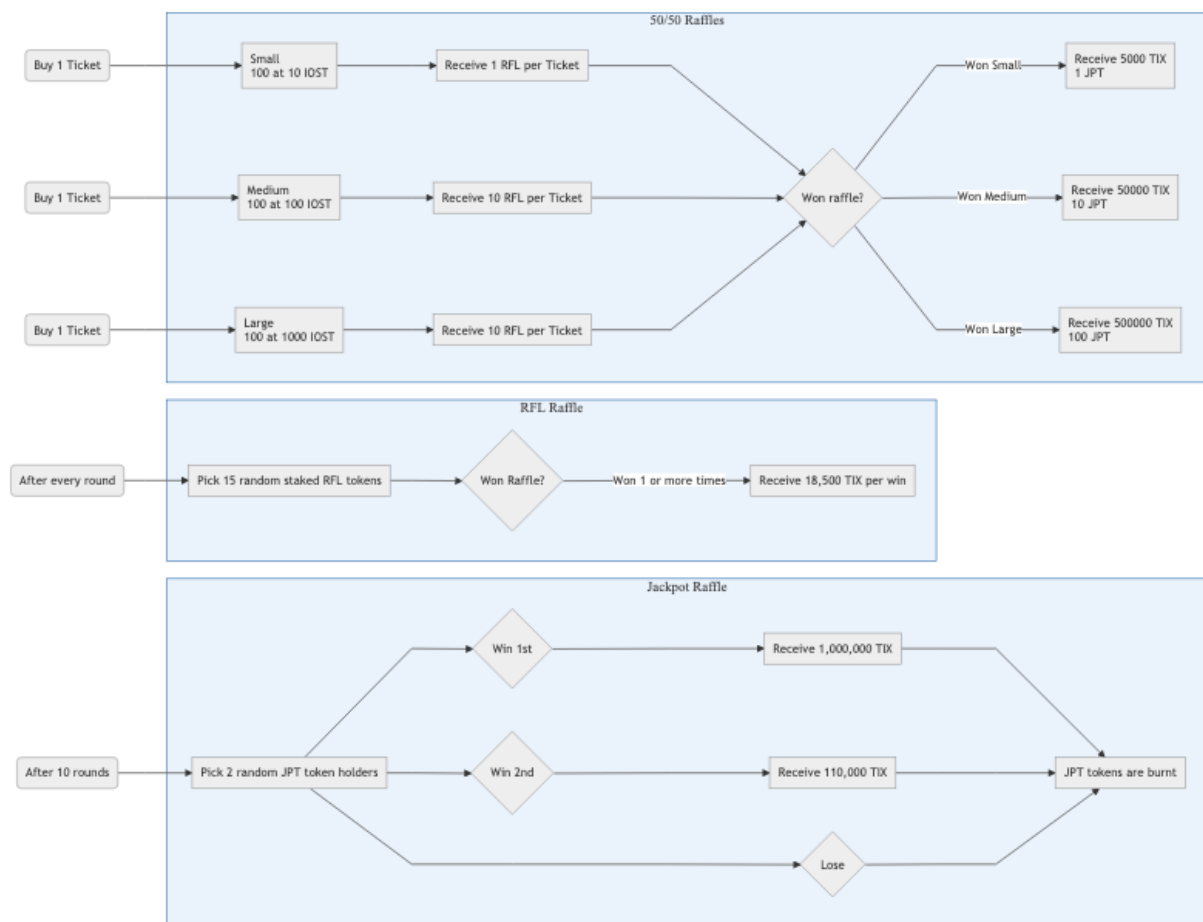 50/50 Raffles
Buy 1 Ticket
Small
100 at 10 IOST
Receive 1 RFL per Ticket
Won Small
Receive 5000 TIX
1 JPT
Buy 1 Ticket
Medium
100 at 100 IOST
Receive 10 RFL per Ticket
Won raffle?
Won Medium
Receive 50000 TIX
10 JPT
Buy 1 Ticket
Large
100 at 1000 IOST
Receive 10 RFL per Ticket
Won Large
Receive 500000 TIX
100 JPT
RFL Raffle
After every round
Pick 15 random staked RFL tokens
Won Raffle?
Won 1 or more times
Receive 18,500 TIX per win
Jackpot Raffle
Win 1st
Receive 1,000,000 TIX
After 10 rounds
Pick 2 random JPT token holders
Win 2nd
Receive 110,000 TIX
JPT tokens are burnt
Lose